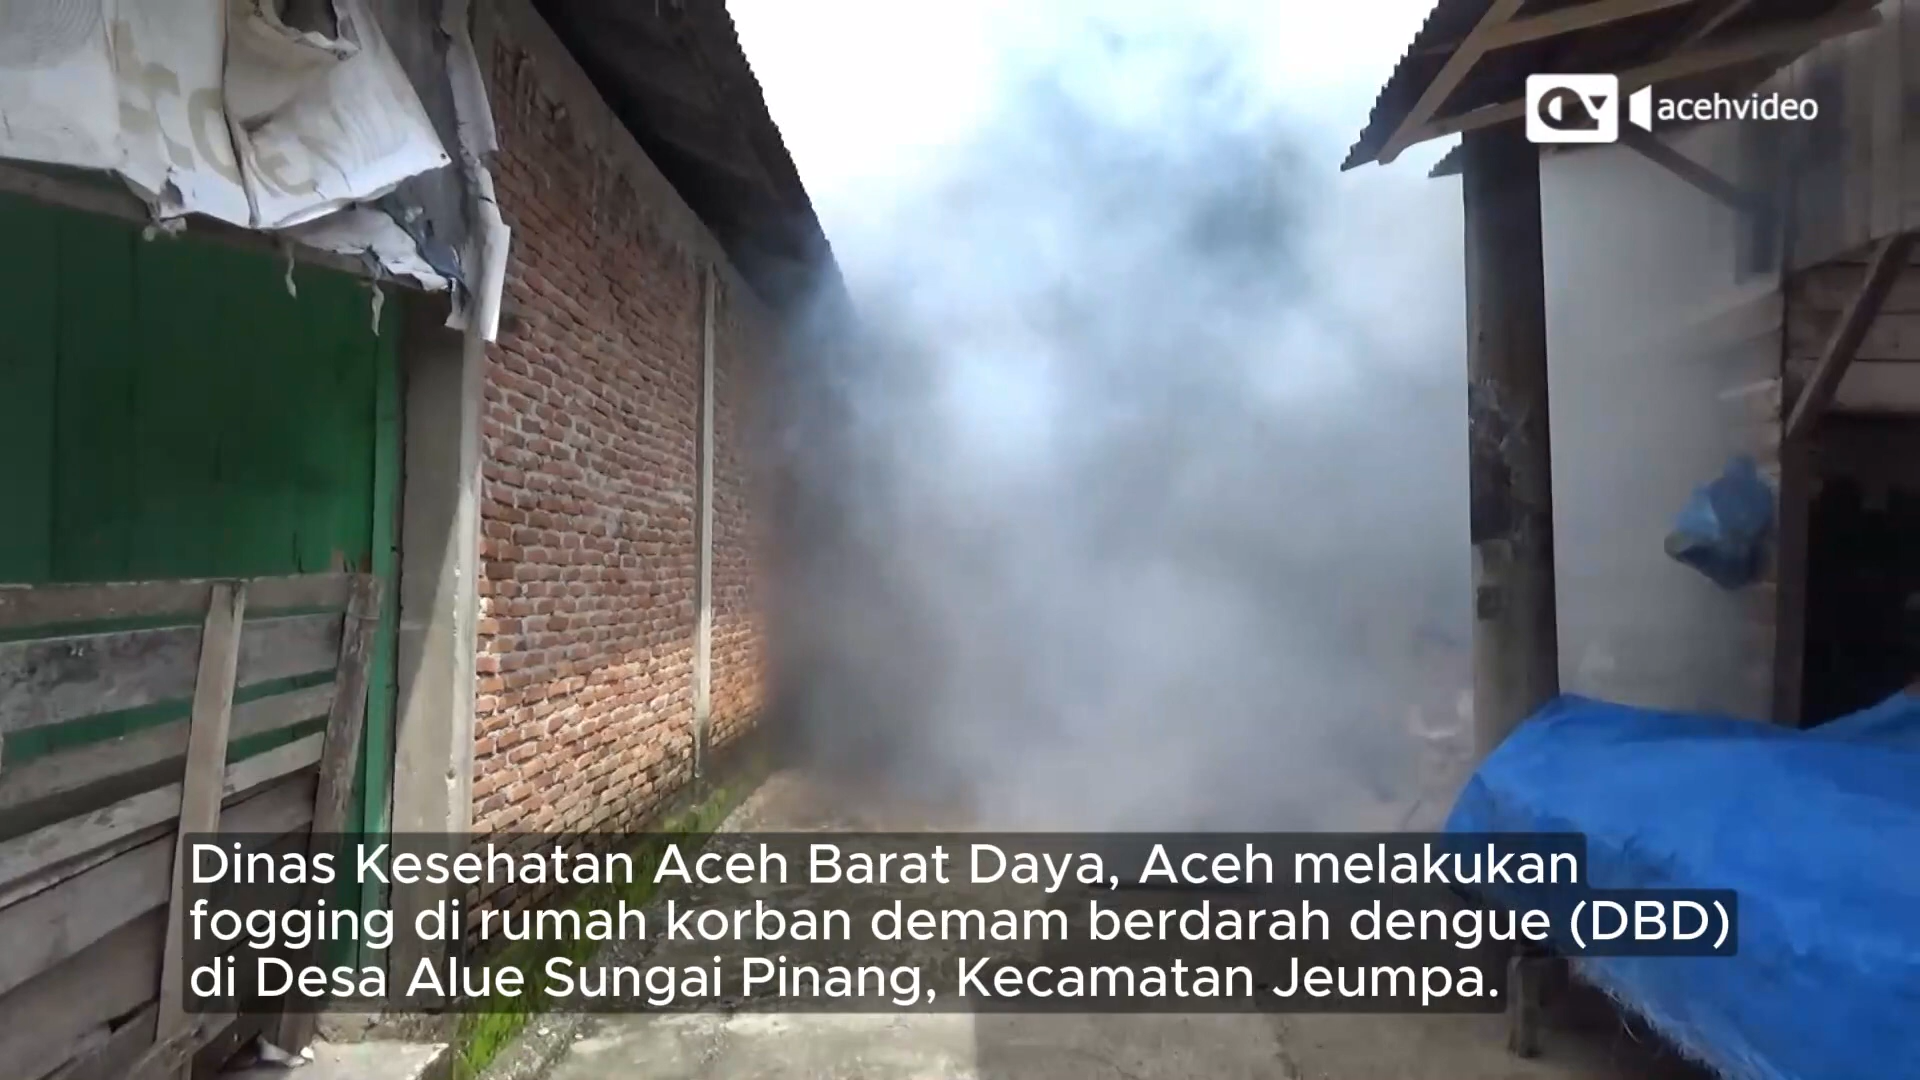 acehvideo
Dinas Kesehatan Aceh Barat Daya, Aceh melakukan
fogging di rumah korban demam berdarah dengue (DBD)
di Desa Alue Sungai Pinang, Kecamatan Jeumpa.